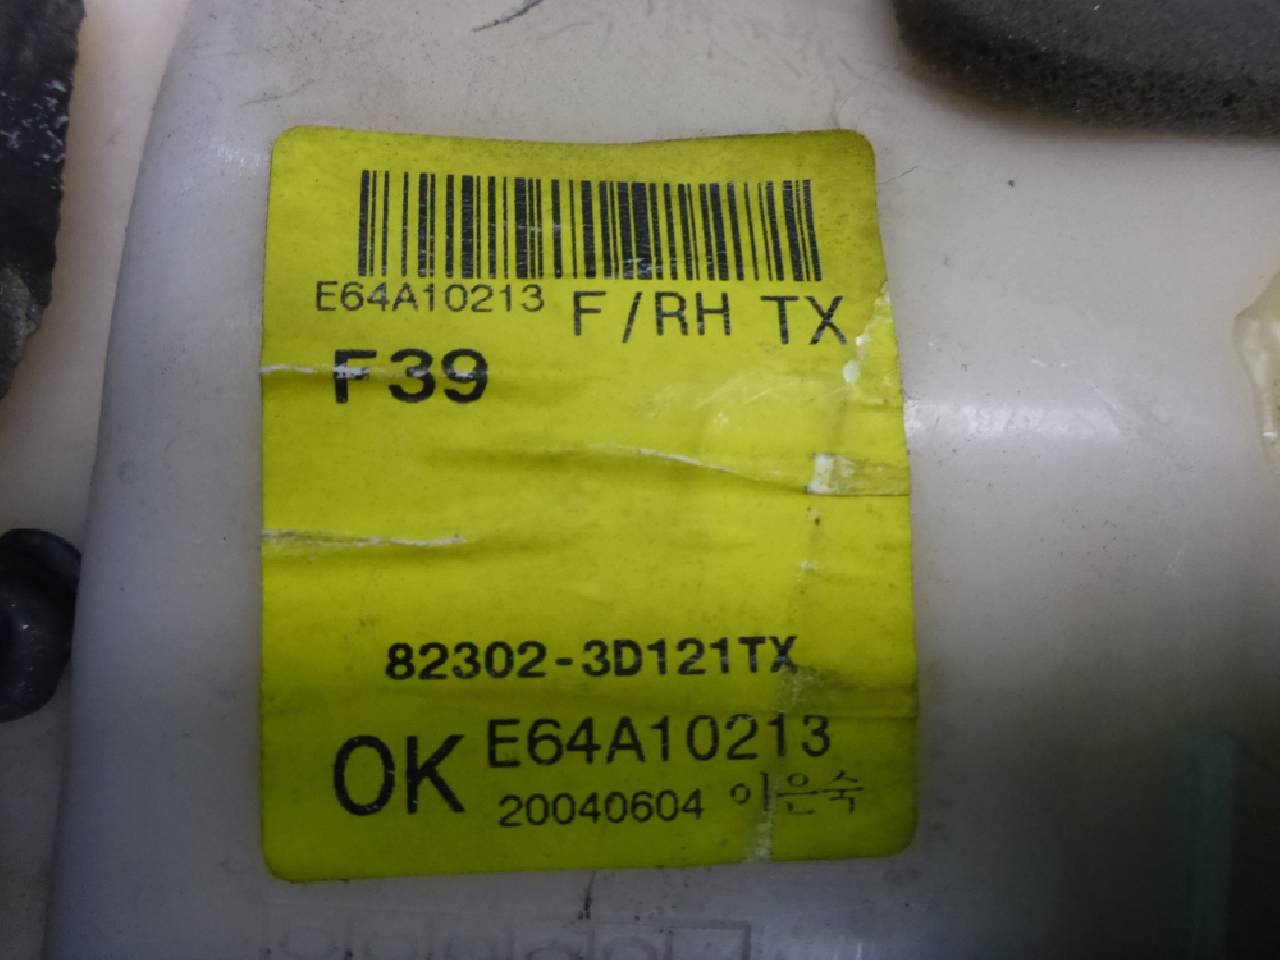 E64A10213 F/RH TX
F39
82302-3D121TX
OK E64A10213
20040604 이은숙